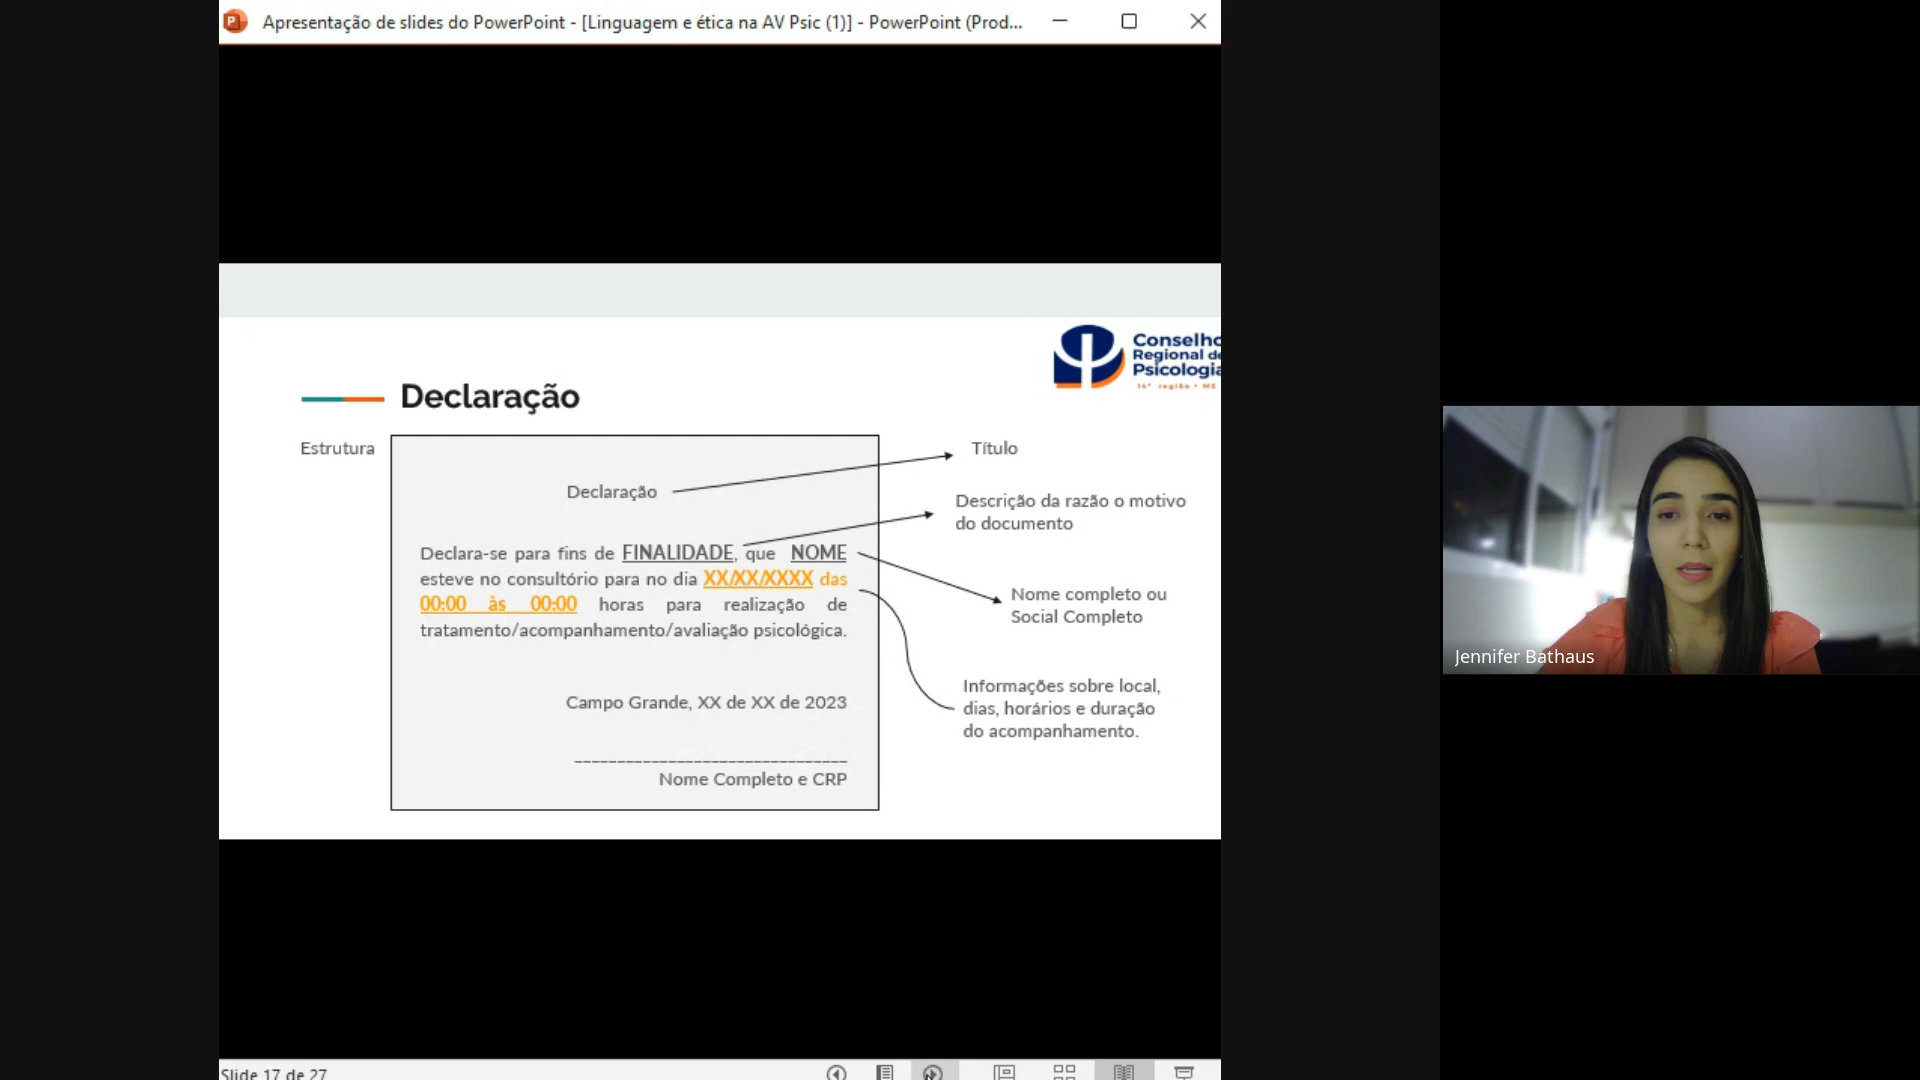 Apresentação de slides do PowerPoint - [Linguagem e ética na AV Psic (1)] - PowerPoint (Prod...
Conselho
Regional de
Psicologia
14ª região • MS
Declaração
Estrutura
Declaração
Declara-se para fins de FINALIDADE, que NOME
esteve no consultório para no dia XX/XX/XXXX das
00:00 às 00:00 horas para realização de
tratamento/acompanhamento/avaliação psicológica.
Campo Grande, XX de XX de 2023
Nome Completo e CRP
Título
Descrição da razão o motivo
do documento
Nome completo ou
Social Completo
Informações sobre local,
dias, horários e duração
do acompanhamento.
Jennifer Bathaus
Slide 17 de 27